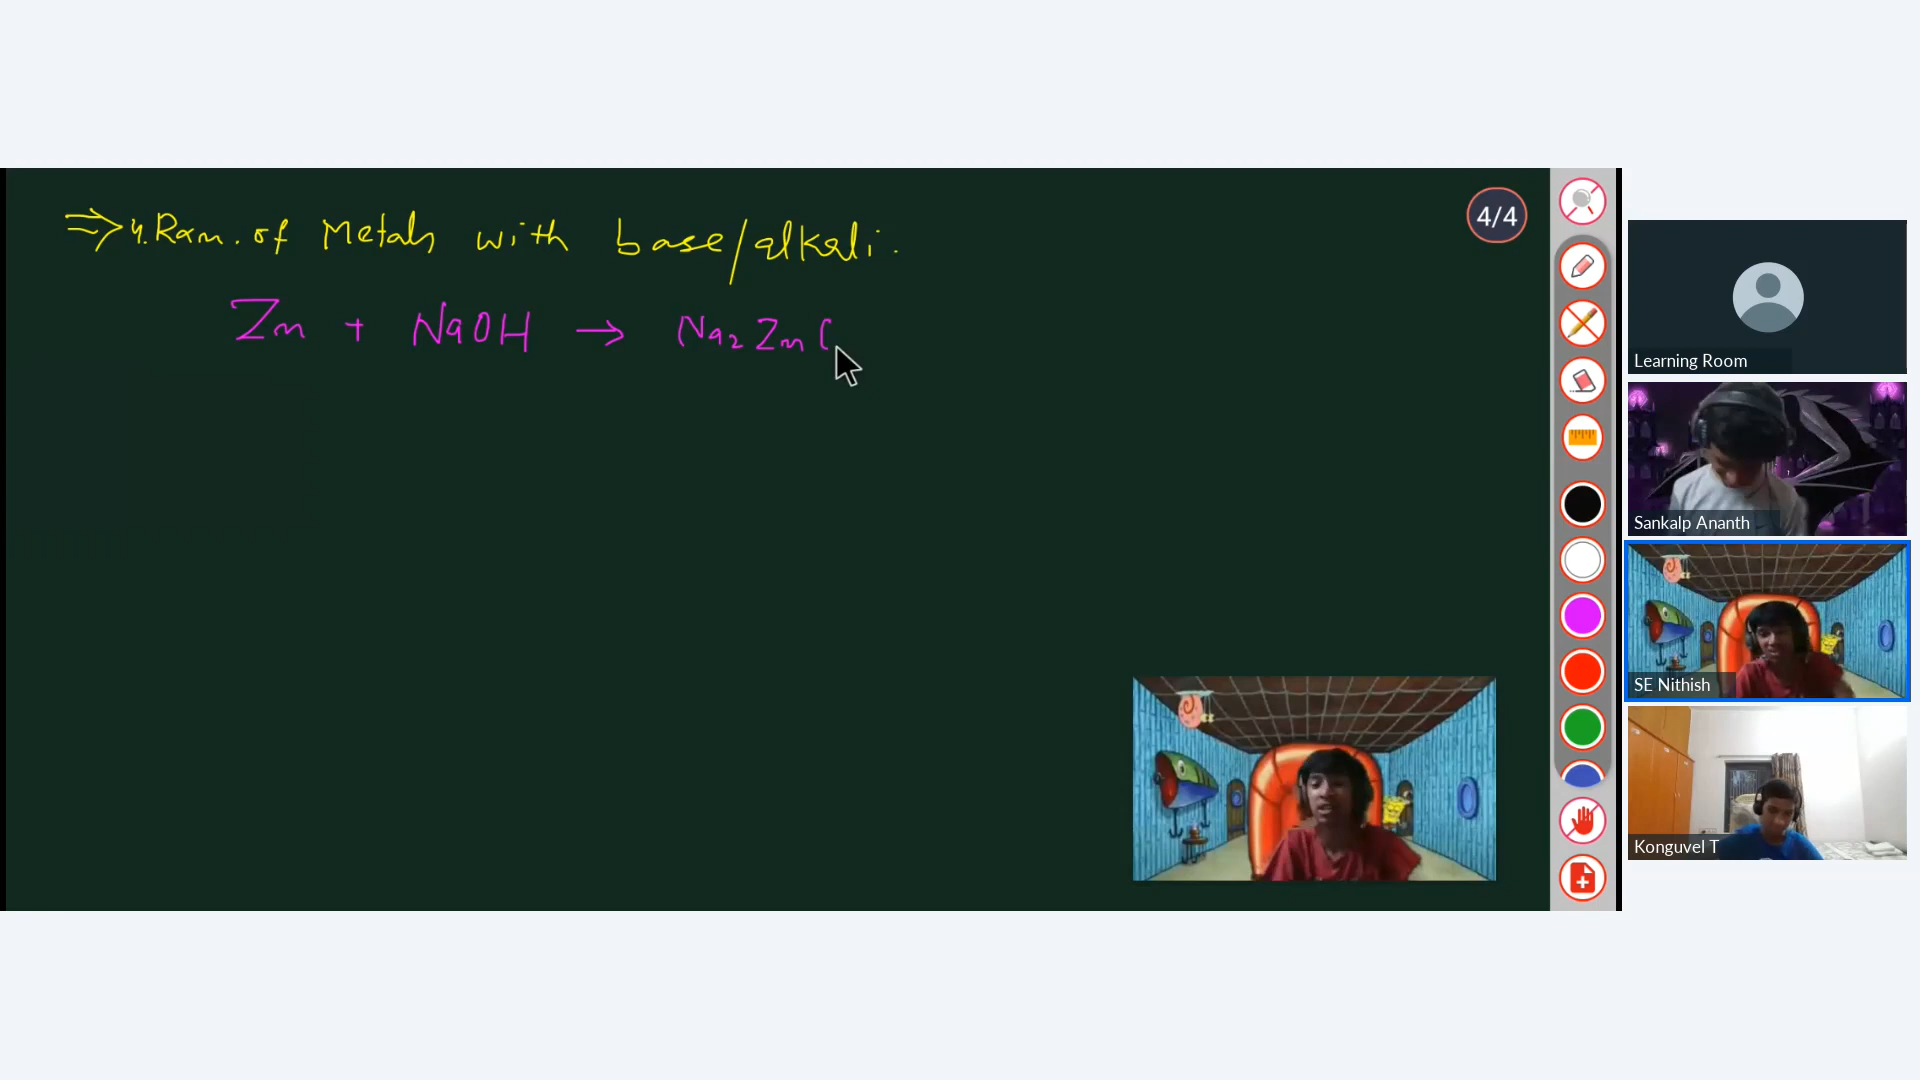 ⇒ 4. Rxn. of Metals with base/alkali.
4/4
Zn + NaOH → Na₂Zn(
Learning Room
Sankalp Ananth
SE Nithish
Konguvel T